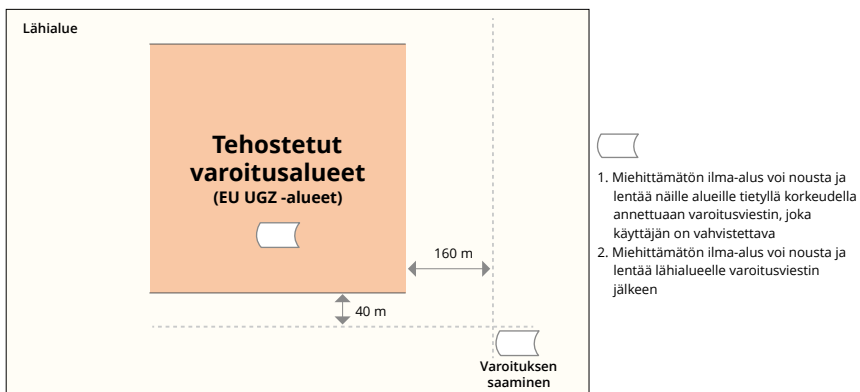 Lähialue
Tehostetut
varoitusalueet
(EU UGZ -alueet)
160 m
40 m
Varoituksen
saaminen
1. Miehittämätön ilma-alus voi nousta ja
lentää näille alueille tietyllä korkeudella
annettuaan varoitusviestin, joka
käyttäjän on vahvistettava
2. Miehittämätön ilma-alus voi nousta ja
lentää lähialueelle varoitusviestin
jälkeen